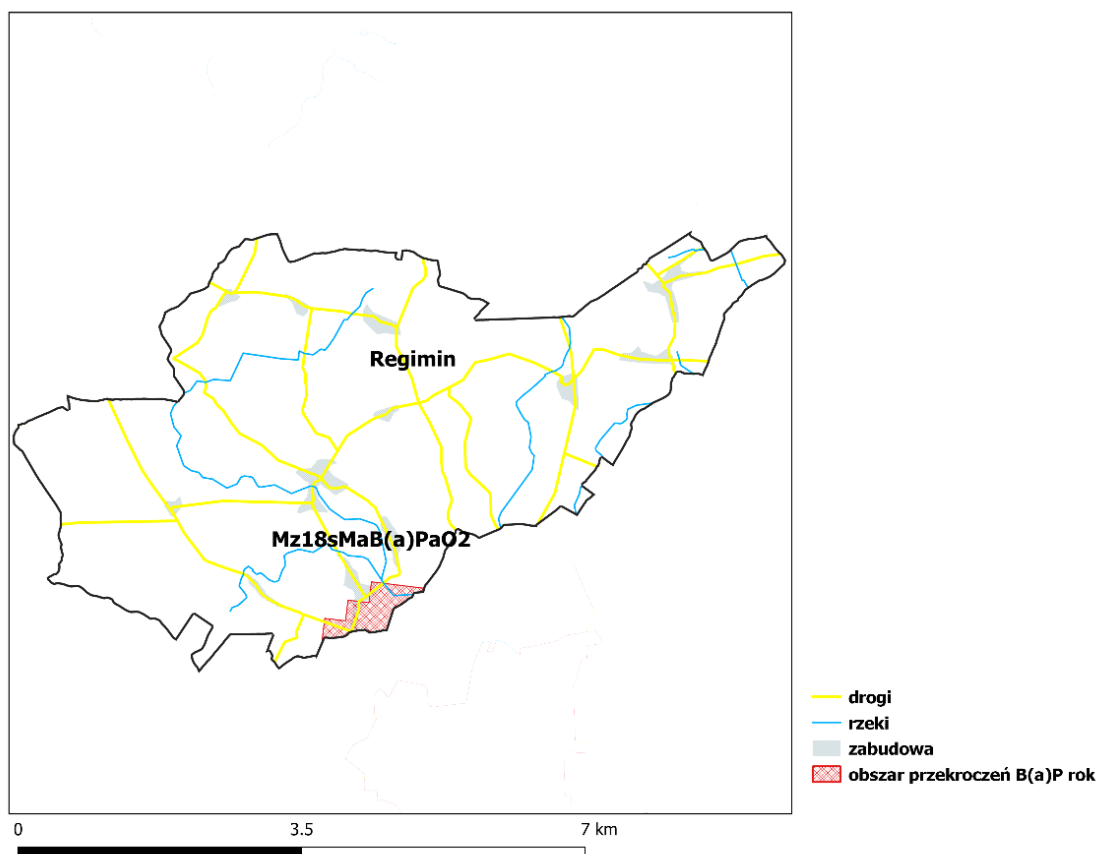 Regimin
Mz18sMaB(a)PaO2
drogi
rzeki
zabudowa
obszar przekroczeń B(a)P rok
0 3.5 7 km